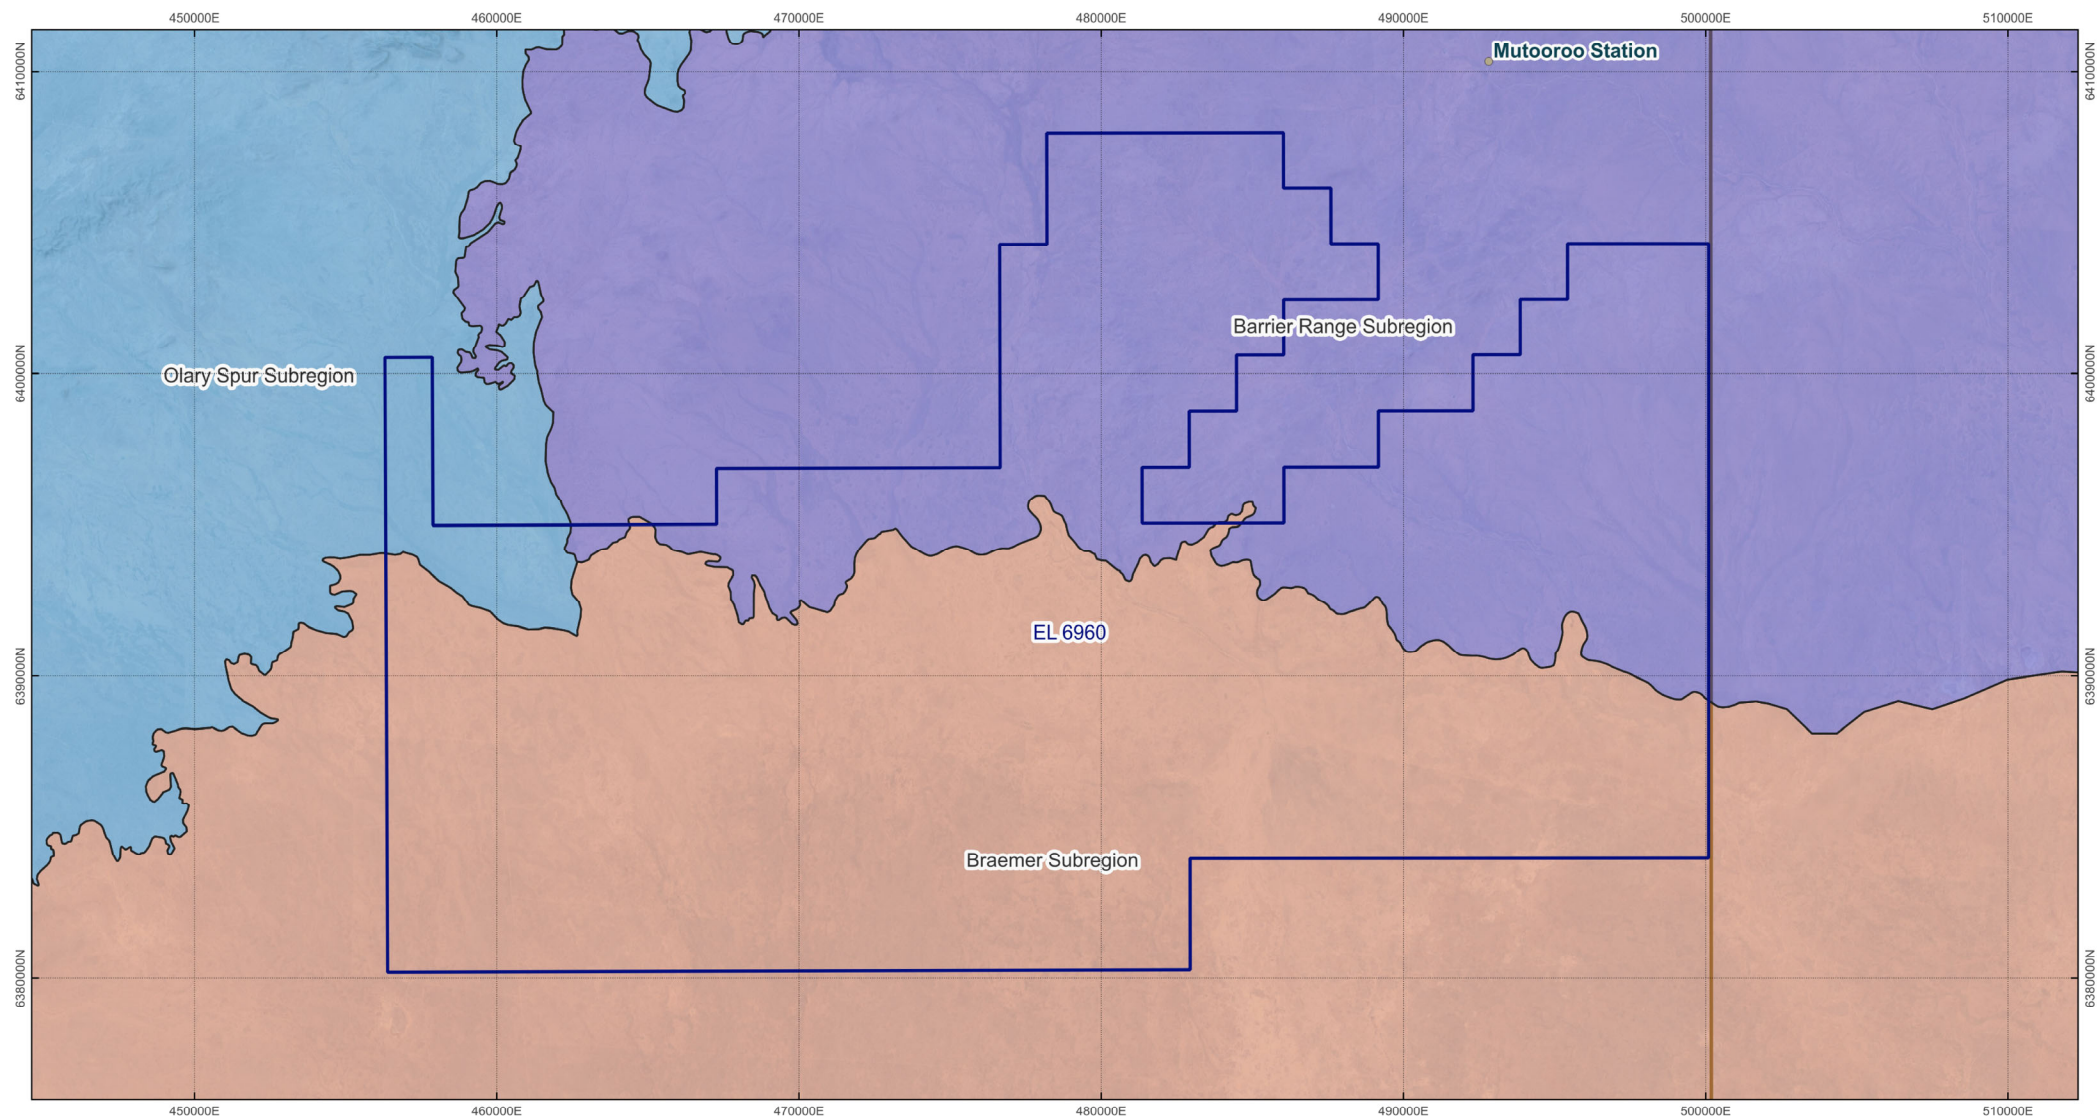 450000E 460000E 470000E 480000E 490000E 500000E 510000E
6410000N
6410000N
Mutooroo Station
Barrier Range Subregion
6400000N
Olary Spur Subregion
6400000N
EL 6960
6390000N
6390000N
Braemer Subregion
6380000N
6380000N
450000E 460000E 470000E 480000E 490000E 500000E 510000E